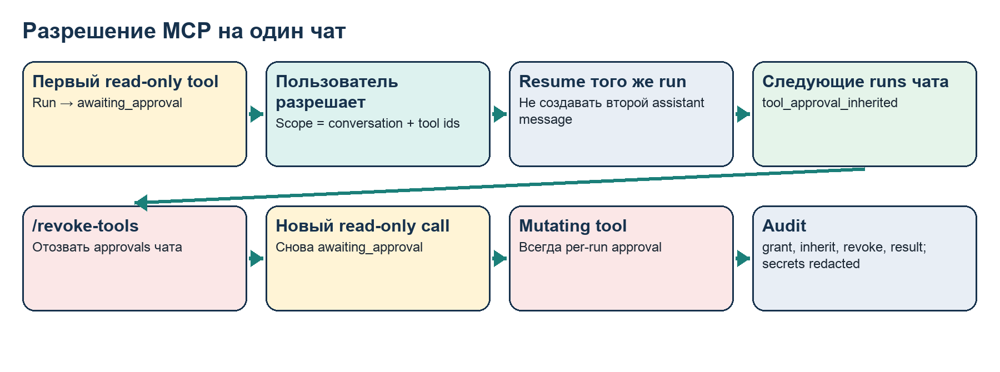 Разрешение MCP на один чат
Первый read-only tool
Run → awaiting_approval
Пользователь
разрешает
Scope = conversation + tool ids
Resume того же run
Не создавать второй assistant
message
Следующие runs чата
tool_approval_inherited
/revoke-tools
Отозвать approvals чата
Новый read-only call
Снова awaiting_approval
Mutating tool
Всегда per-run approval
Audit
grant, inherit, revoke, result;
secrets redacted